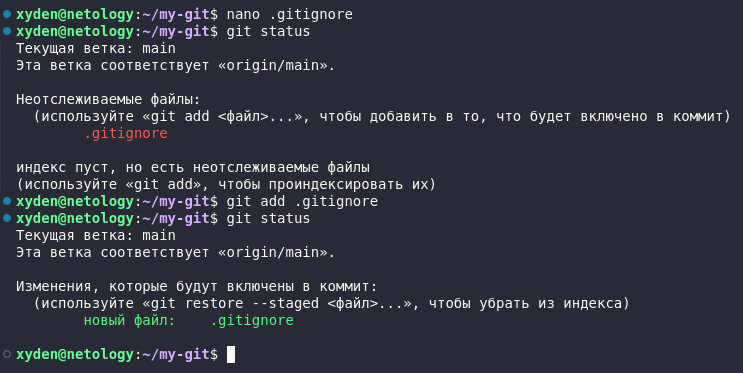 xyden@netology:~/my-git$ nano .gitignore
xyden@netology:~/my-git$ git status
Текущая ветка: main
Эта ветка соответствует «origin/main».
Неотслеживаемые файлы:
  (используйте «git add <файл>...», чтобы добавить в то, что будет включено в коммит)
        .gitignore
индекс пуст, но есть неотслеживаемые файлы
(используйте «git add», чтобы проиндексировать их)
xyden@netology:~/my-git$ git add .gitignore
xyden@netology:~/my-git$ git status
Текущая ветка: main
Эта ветка соответствует «origin/main».
Изменения, которые будут включены в коммит:
  (используйте «git restore --staged <файл>...», чтобы убрать из индекса)
        новый файл:    .gitignore
xyden@netology:~/my-git$